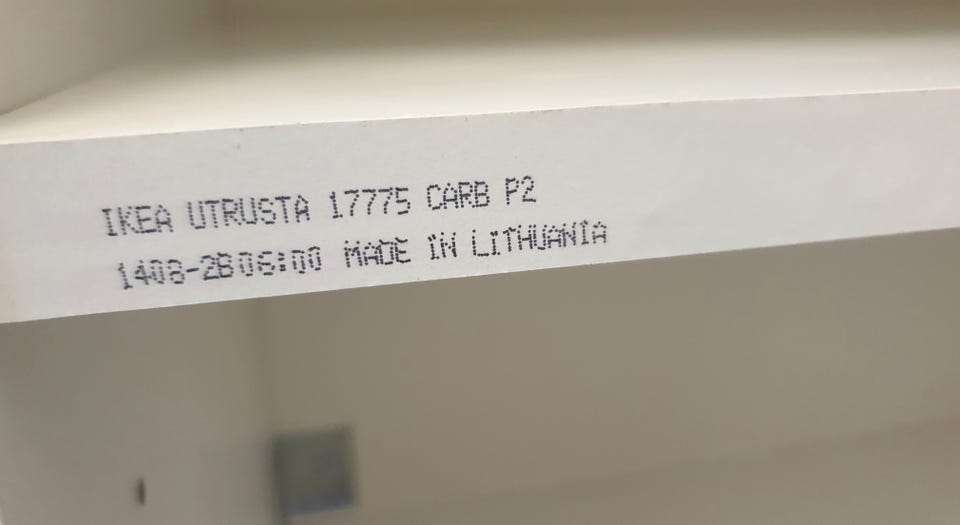 IKEA UTRUSTA 17775 CARB P2
1408-2B06:00 MADE IN LITHUANIA